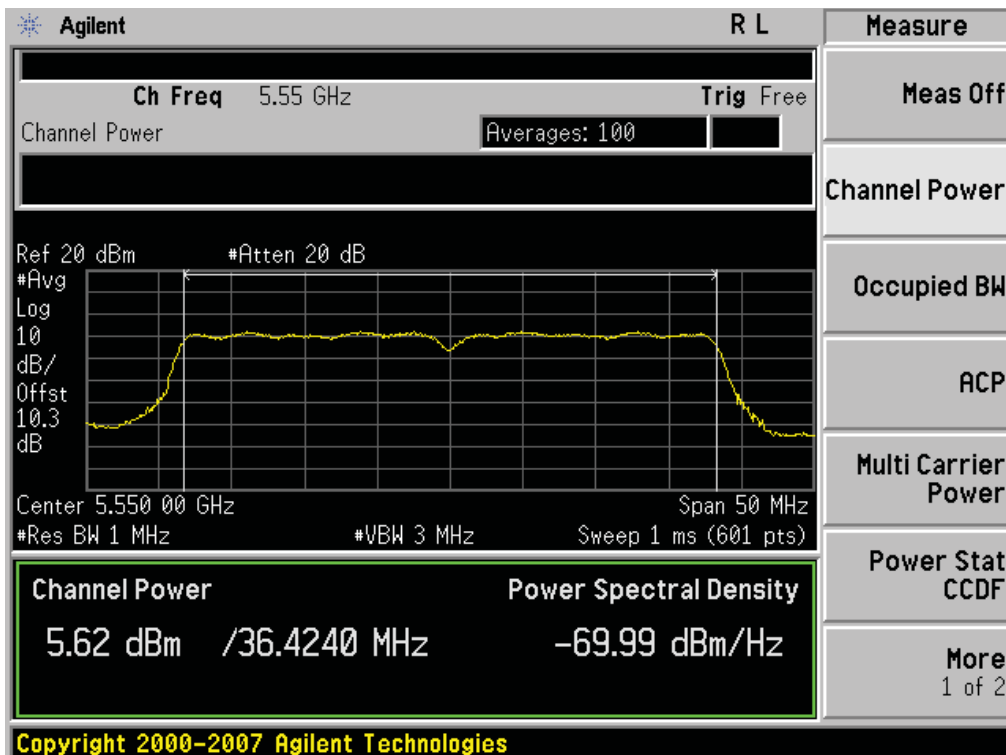 Agilent R L
Ch Freq 5.55 GHz Trig Free
Channel Power Averages: 100
Ref 20 dBm #Atten 20 dB
#Avg
Log
10
dB/
Offst
10.3
dB
Center 5.550 00 GHz Span 50 MHz
#Res BW 1 MHz #VBW 3 MHz Sweep 1 ms (601 pts)
Channel Power Power Spectral Density
5.62 dBm /36.4240 MHz -69.99 dBm/Hz
Copyright 2000-2007 Agilent Technologies
Measure
Meas Off
Channel Power
Occupied BW
ACP
Multi Carrier
Power
Power Stat
CCDF
More
1 of 2